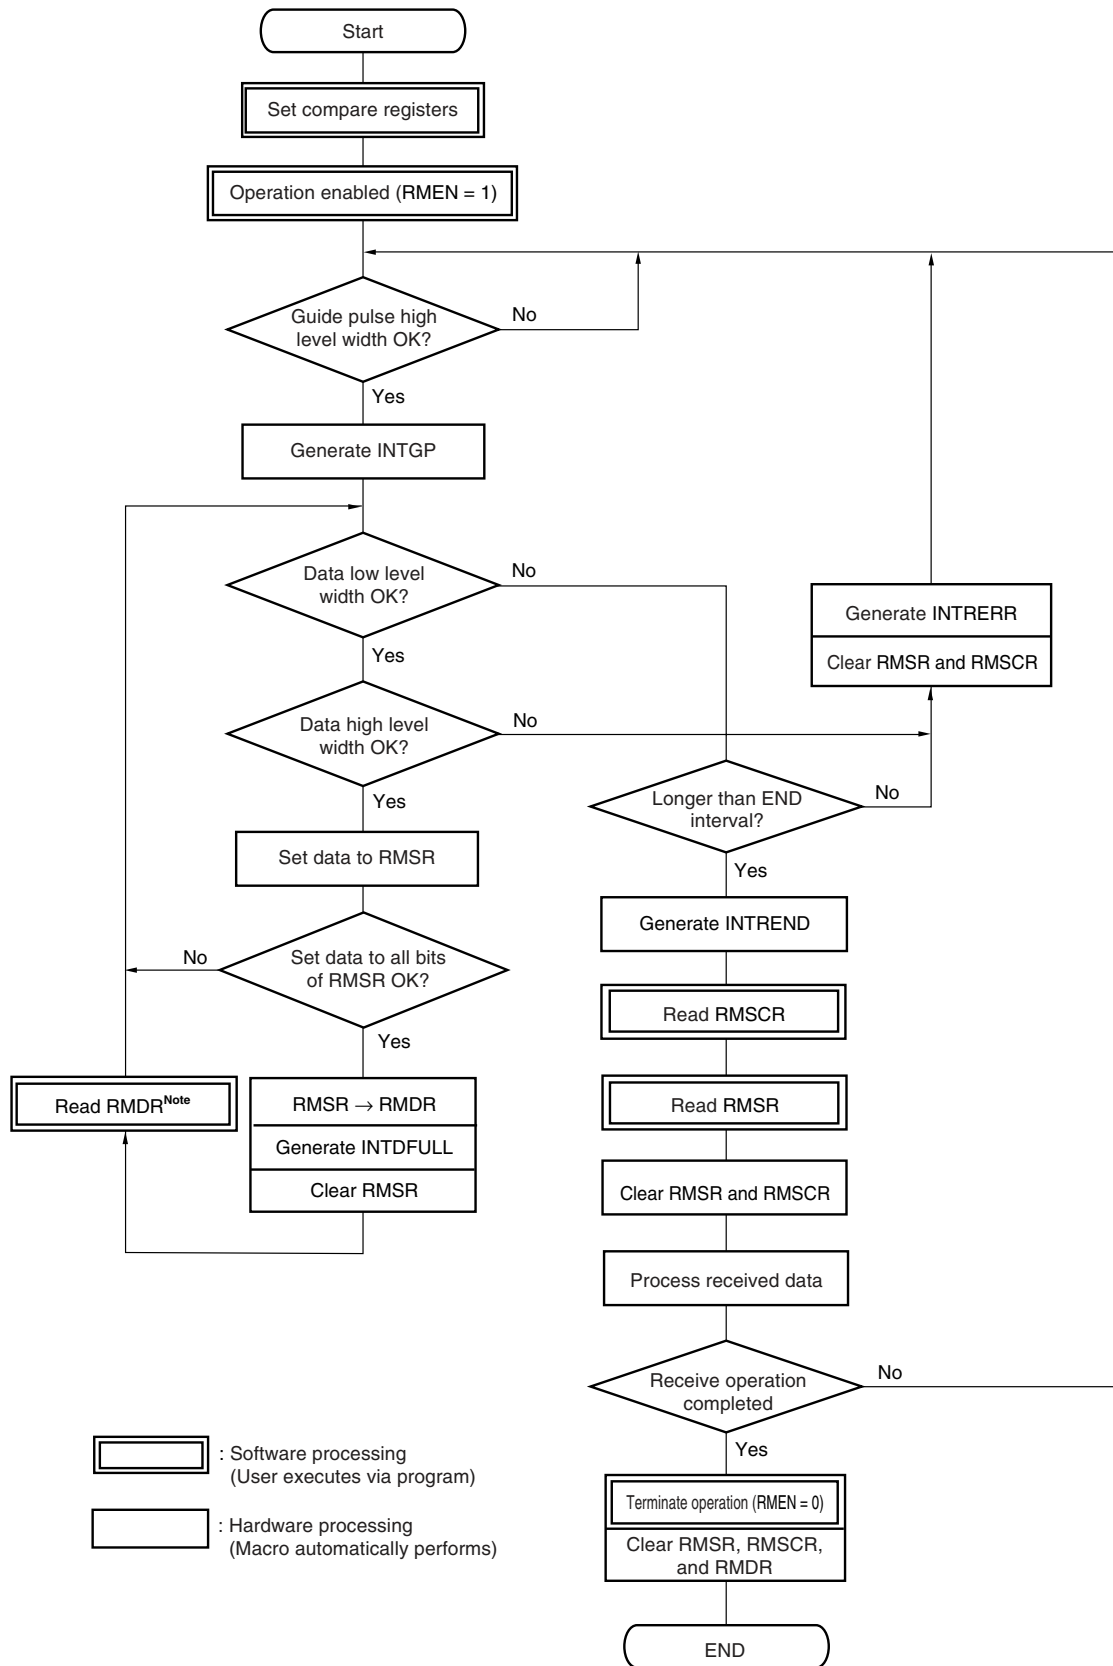 Start
Set compare registers
Operation enabled (RMEN = 1)
Guide pulse high
level width OK?
No
Yes
Generate INTGP
Data low level
width OK?
No
Yes
Generate INTRERR
Clear RMSR and RMSCR
Data high level
width OK?
No
Yes
Longer than END
interval?
No
Yes
Set data to RMSR
Generate INTREND
Set data to all bits
of RMSR OK?
No
Yes
Read RMSCR
Read RMDR^Note
RMSR → RMDR
Generate INTDFULL
Clear RMSR
Read RMSR
Clear RMSR and RMSCR
Process received data
Receive operation
completed
No
Yes
Terminate operation (RMEN = 0)
Clear RMSR, RMSCR,
and RMDR
END
: Software processing
(User executes via program)
: Hardware processing
(Macro automatically performs)